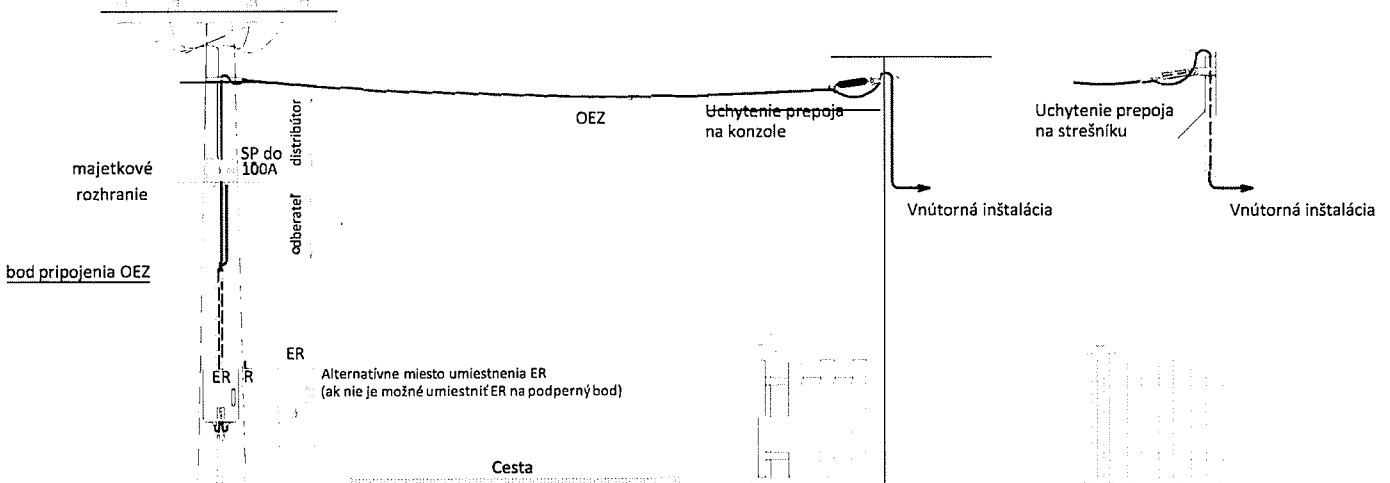 OEZ
Uchytenie prepoja
na konzole
Uchytenie prepoja
na strešníku
distribútor
SP do
100A
majetkové
rozhranie
odberateľ
Vnútorná inštalácia
Vnútorná inštalácia
bod pripojenia OEZ
ER
ER
R
Alternatívne miesto umiestnenia ER
(ak nie je možné umiestniť ER na podperný bod)
Cesta